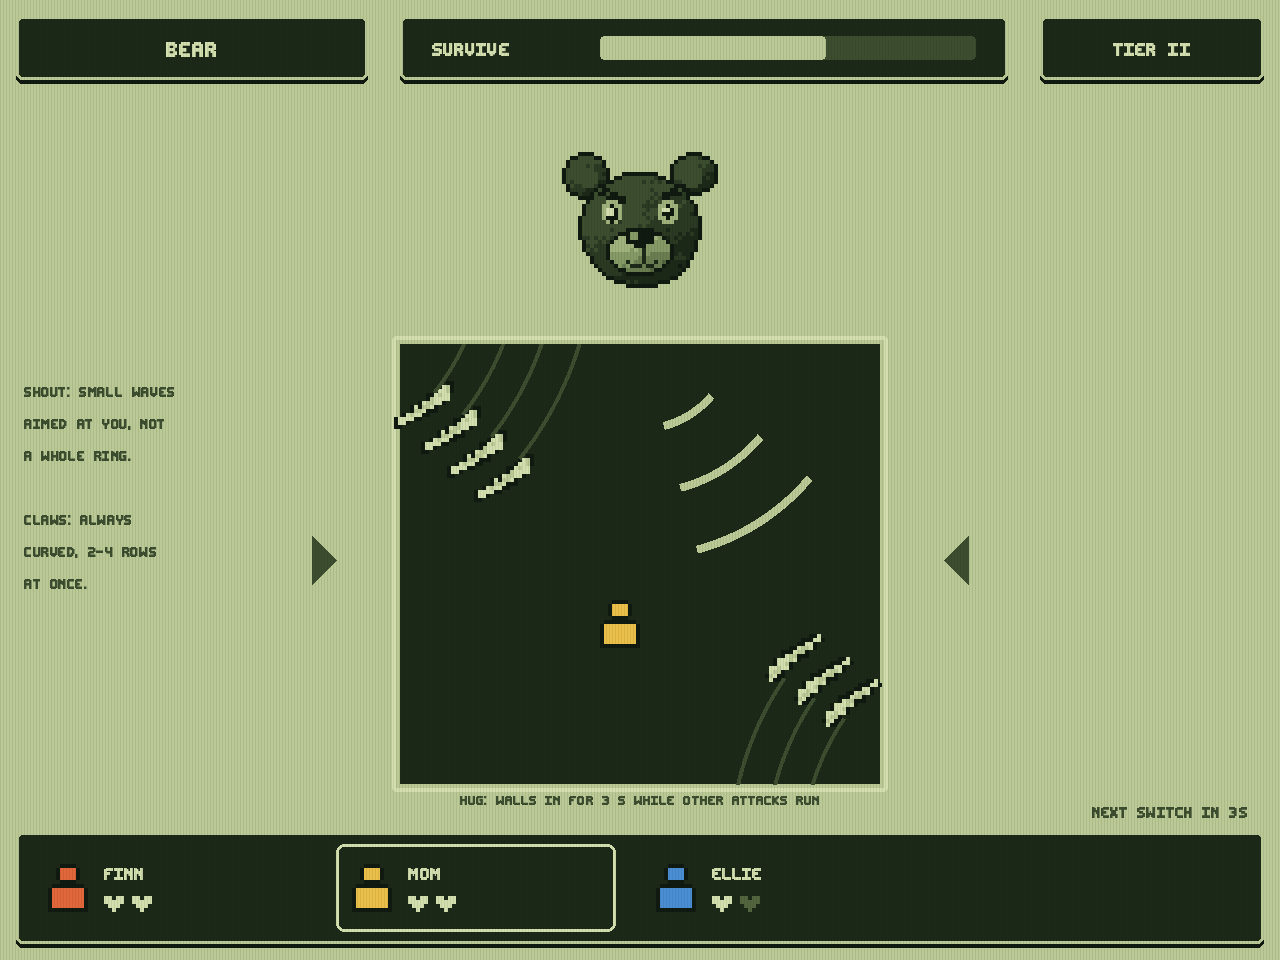 BEAR
SURVIVE
TIER II
SHOUT: SMALL WAVES
AIMED AT YOU, NOT
A WHOLE RING.
CLAWS: ALWAYS
CURVED, 2-4 ROWS
AT ONCE.
HUG: WALLS IN FOR 3 S WHILE OTHER ATTACKS RUN
NEXT SWITCH IN 3S
FINN
MOM
ELLIE